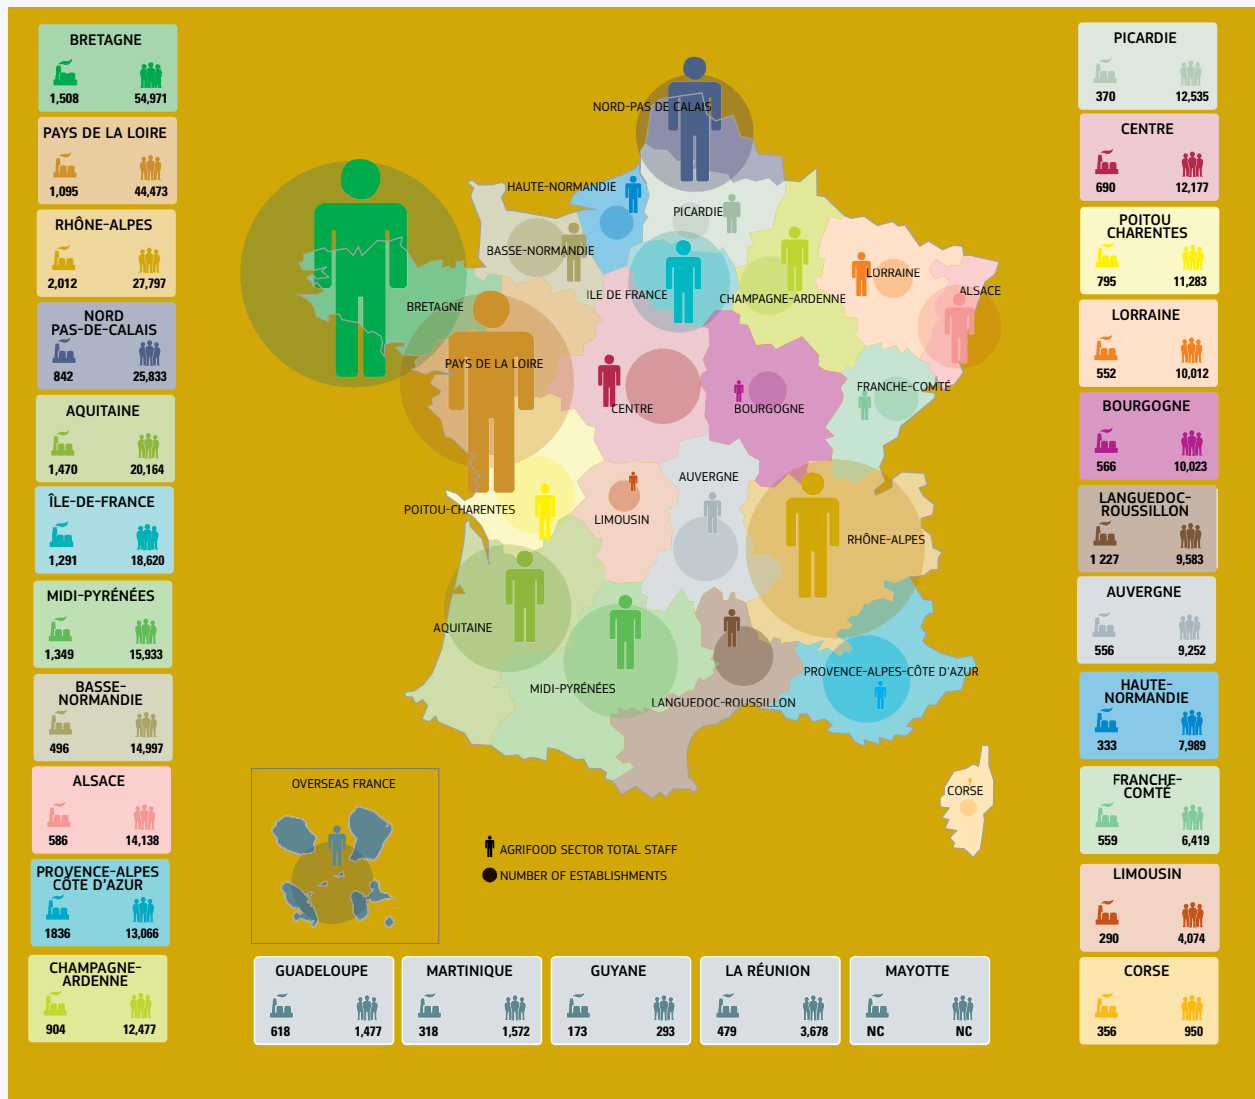 BRETAGNE
1,508 54,971
PAYS DE LA LOIRE
1,095 44,473
RHÔNE-ALPES
2,012 27,797
NORD
PAS-DE-CALAIS
842 25,833
AQUITAINE
1,470 20,164
ÎLE-DE-FRANCE
1,291 18,620
MIDI-PYRÉNÉES
1,349 15,933
BASSE-
NORMANDIE
496 14,997
ALSACE
586 14,138
PROVENCE-ALPES
CÔTE D'AZUR
1836 13,066
CHAMPAGNE-
ARDENNE
904 12,477
NORD-PAS DE CALAIS
HAUTE-NORMANDIE
PICARDIE
BASSE-NORMANDIE
LORRAINE
ILE DE FRANCE
CHAMPAGNE-ARDENNE
ALSACE
BRETAGNE
PAYS DE LA LOIRE
FRANCHE-COMTÉ
CENTRE
BOURGOGNE
AUVERGNE
POITOU-CHARENTES
LIMOUSIN
RHÔNE-ALPES
AQUITAINE
PROVENCE-ALPES-CÔTE D'AZUR
MIDI-PYRÉNÉES
LANGUEDOC-ROUSSILLON
CORSE
OVERSEAS FRANCE
AGRIFOOD SECTOR TOTAL STAFF
NUMBER OF ESTABLISHMENTS
GUADELOUPE
618 1,477
MARTINIQUE
318 1,572
GUYANE
173 293
LA RÉUNION
479 3,678
MAYOTTE
NC NC
PICARDIE
370 12,535
CENTRE
690 12,177
POITOU
CHARENTES
795 11,283
LORRAINE
552 10,012
BOURGOGNE
566 10,023
LANGUEDOC-
ROUSSILLON
1 227 9,583
AUVERGNE
556 9,252
HAUTE-
NORMANDIE
333 7,989
FRANCHE-
COMTÉ
559 6,419
LIMOUSIN
290 4,074
CORSE
356 950